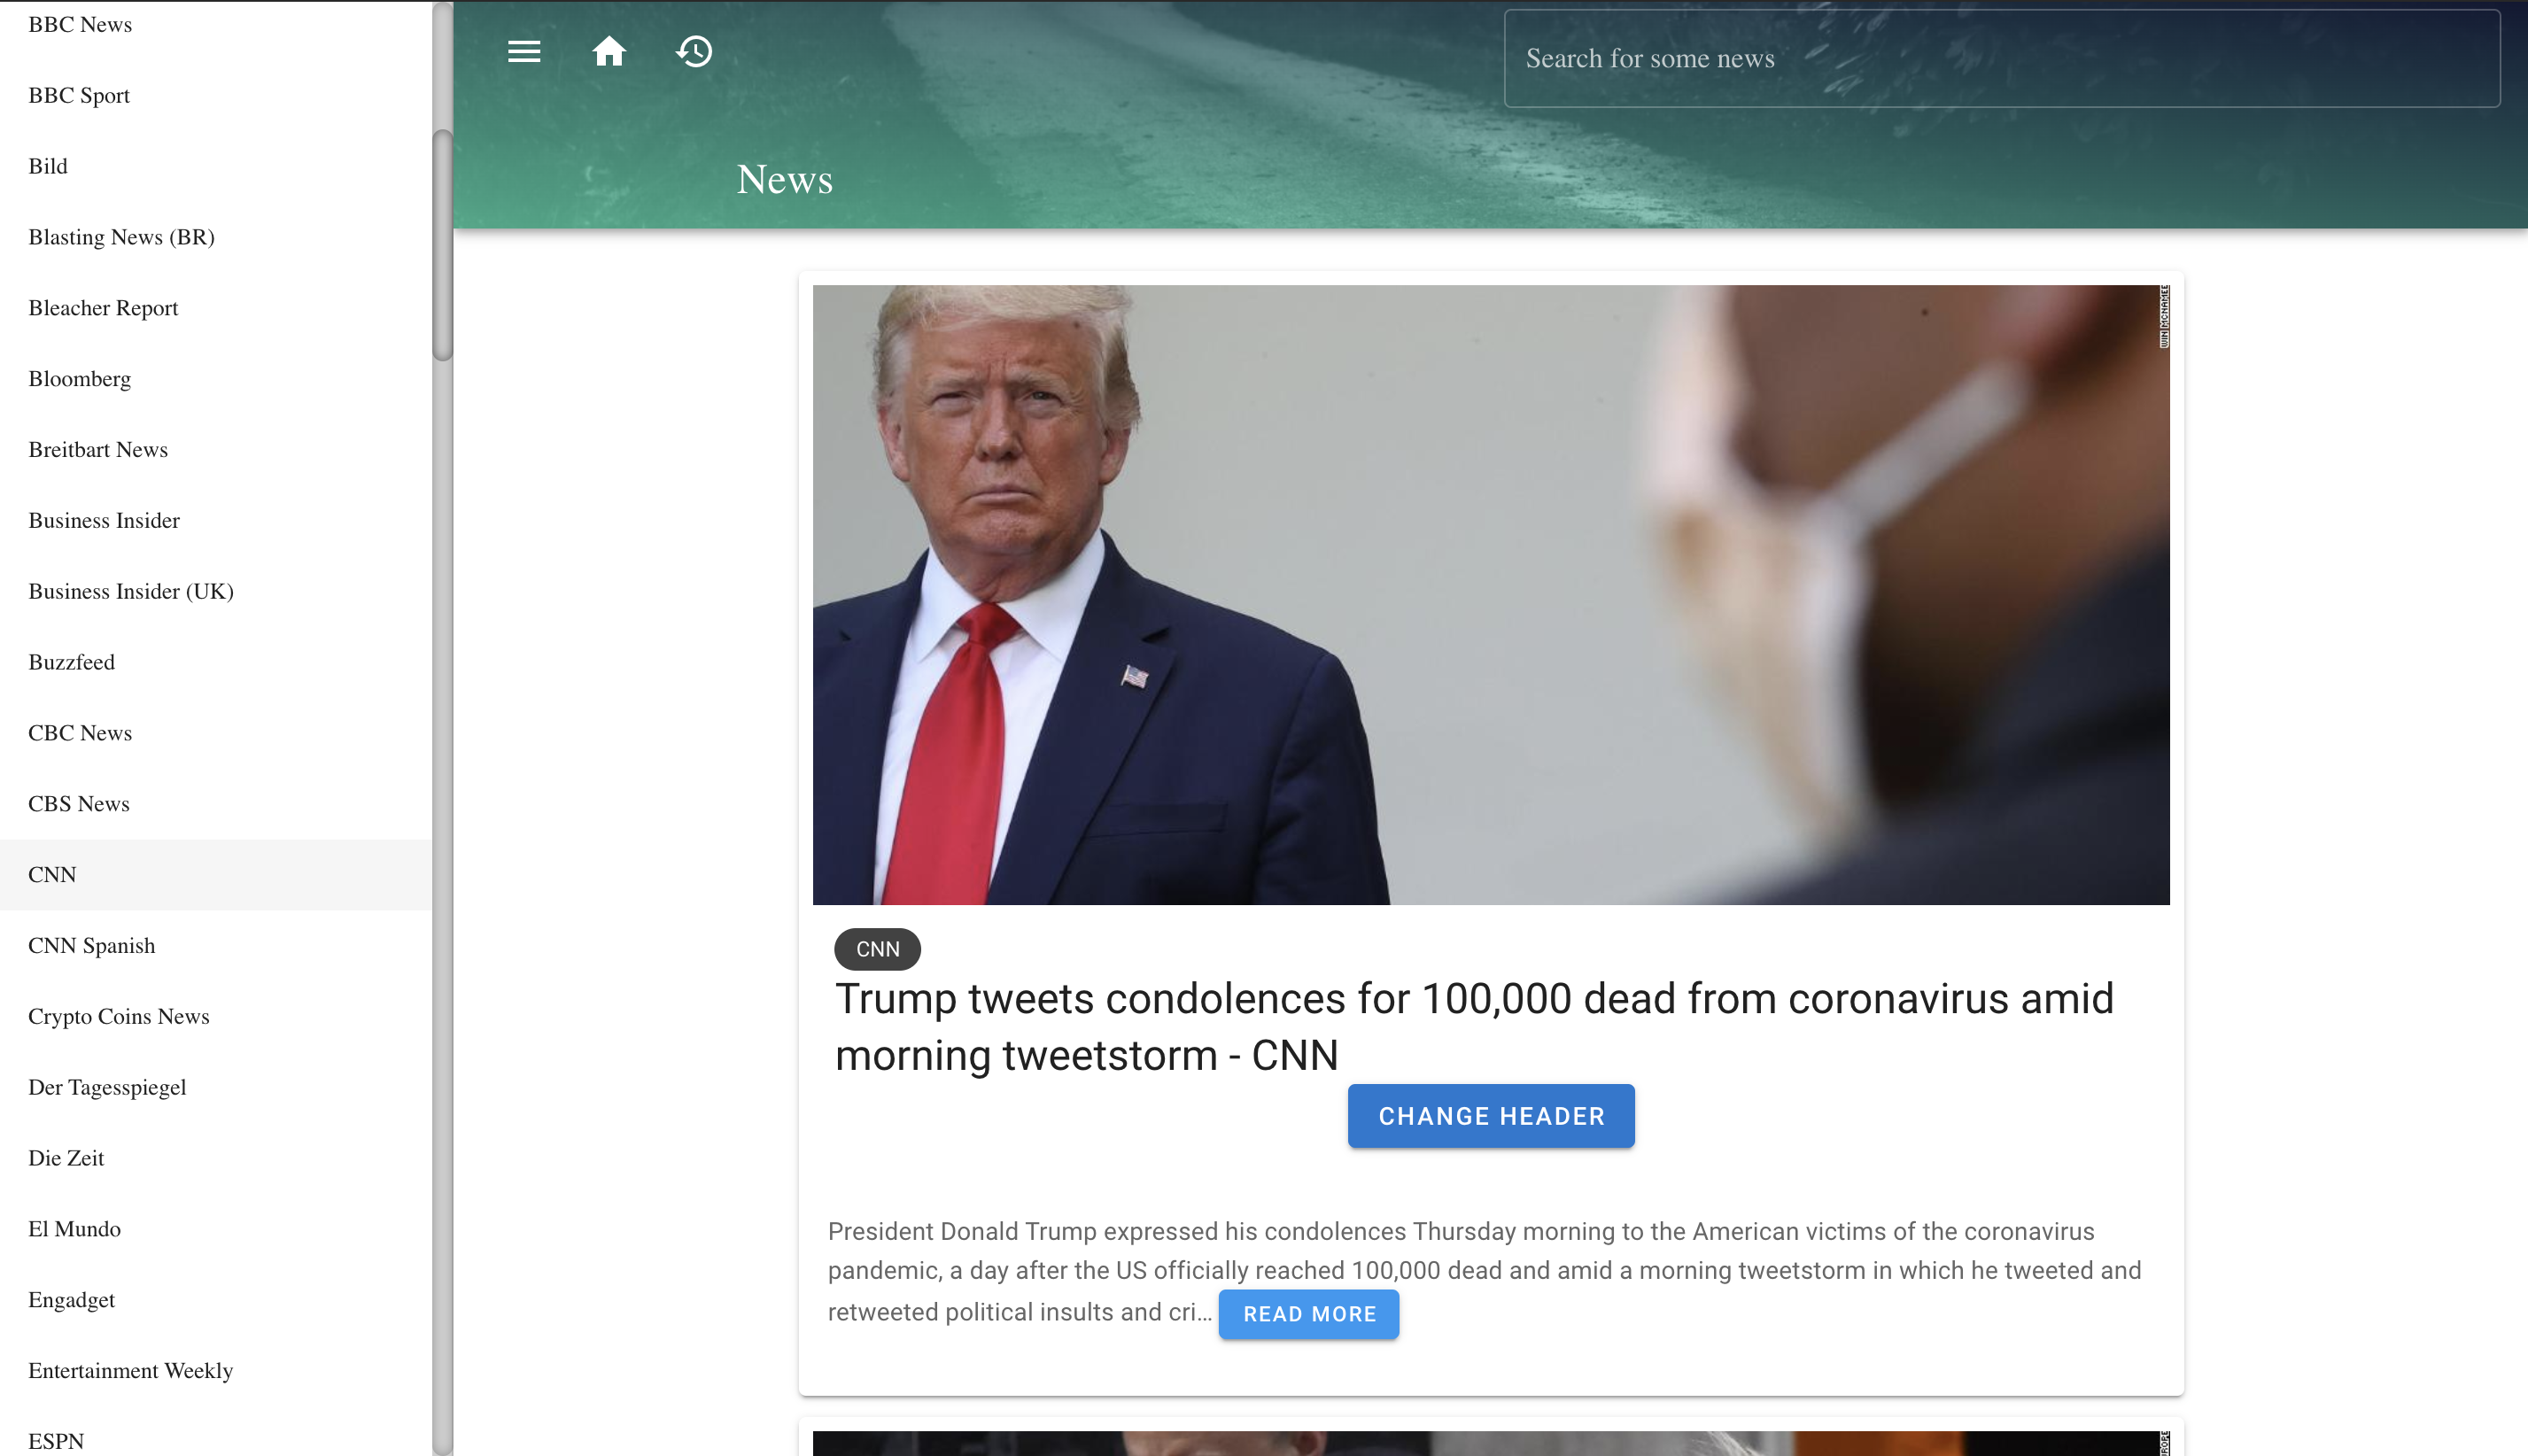 BBC News
BBC Sport
Bild
Blasting News (BR)
Bleacher Report
Bloomberg
Breitbart News
Business Insider
Business Insider (UK)
Buzzfeed
CBC News
CBS News
CNN
CNN Spanish
Crypto Coins News
Der Tagesspiegel
Die Zeit
El Mundo
Engadget
Entertainment Weekly
ESPN
Search for some news
News
WIN MCNAMEE
CNN
Trump tweets condolences for 100,000 dead from coronavirus amid
morning tweetstorm - CNN
CHANGE HEADER
President Donald Trump expressed his condolences Thursday morning to the American victims of the coronavirus
pandemic, a day after the US officially reached 100,000 dead and amid a morning tweetstorm in which he tweeted and
retweeted political insults and cri… READ MORE